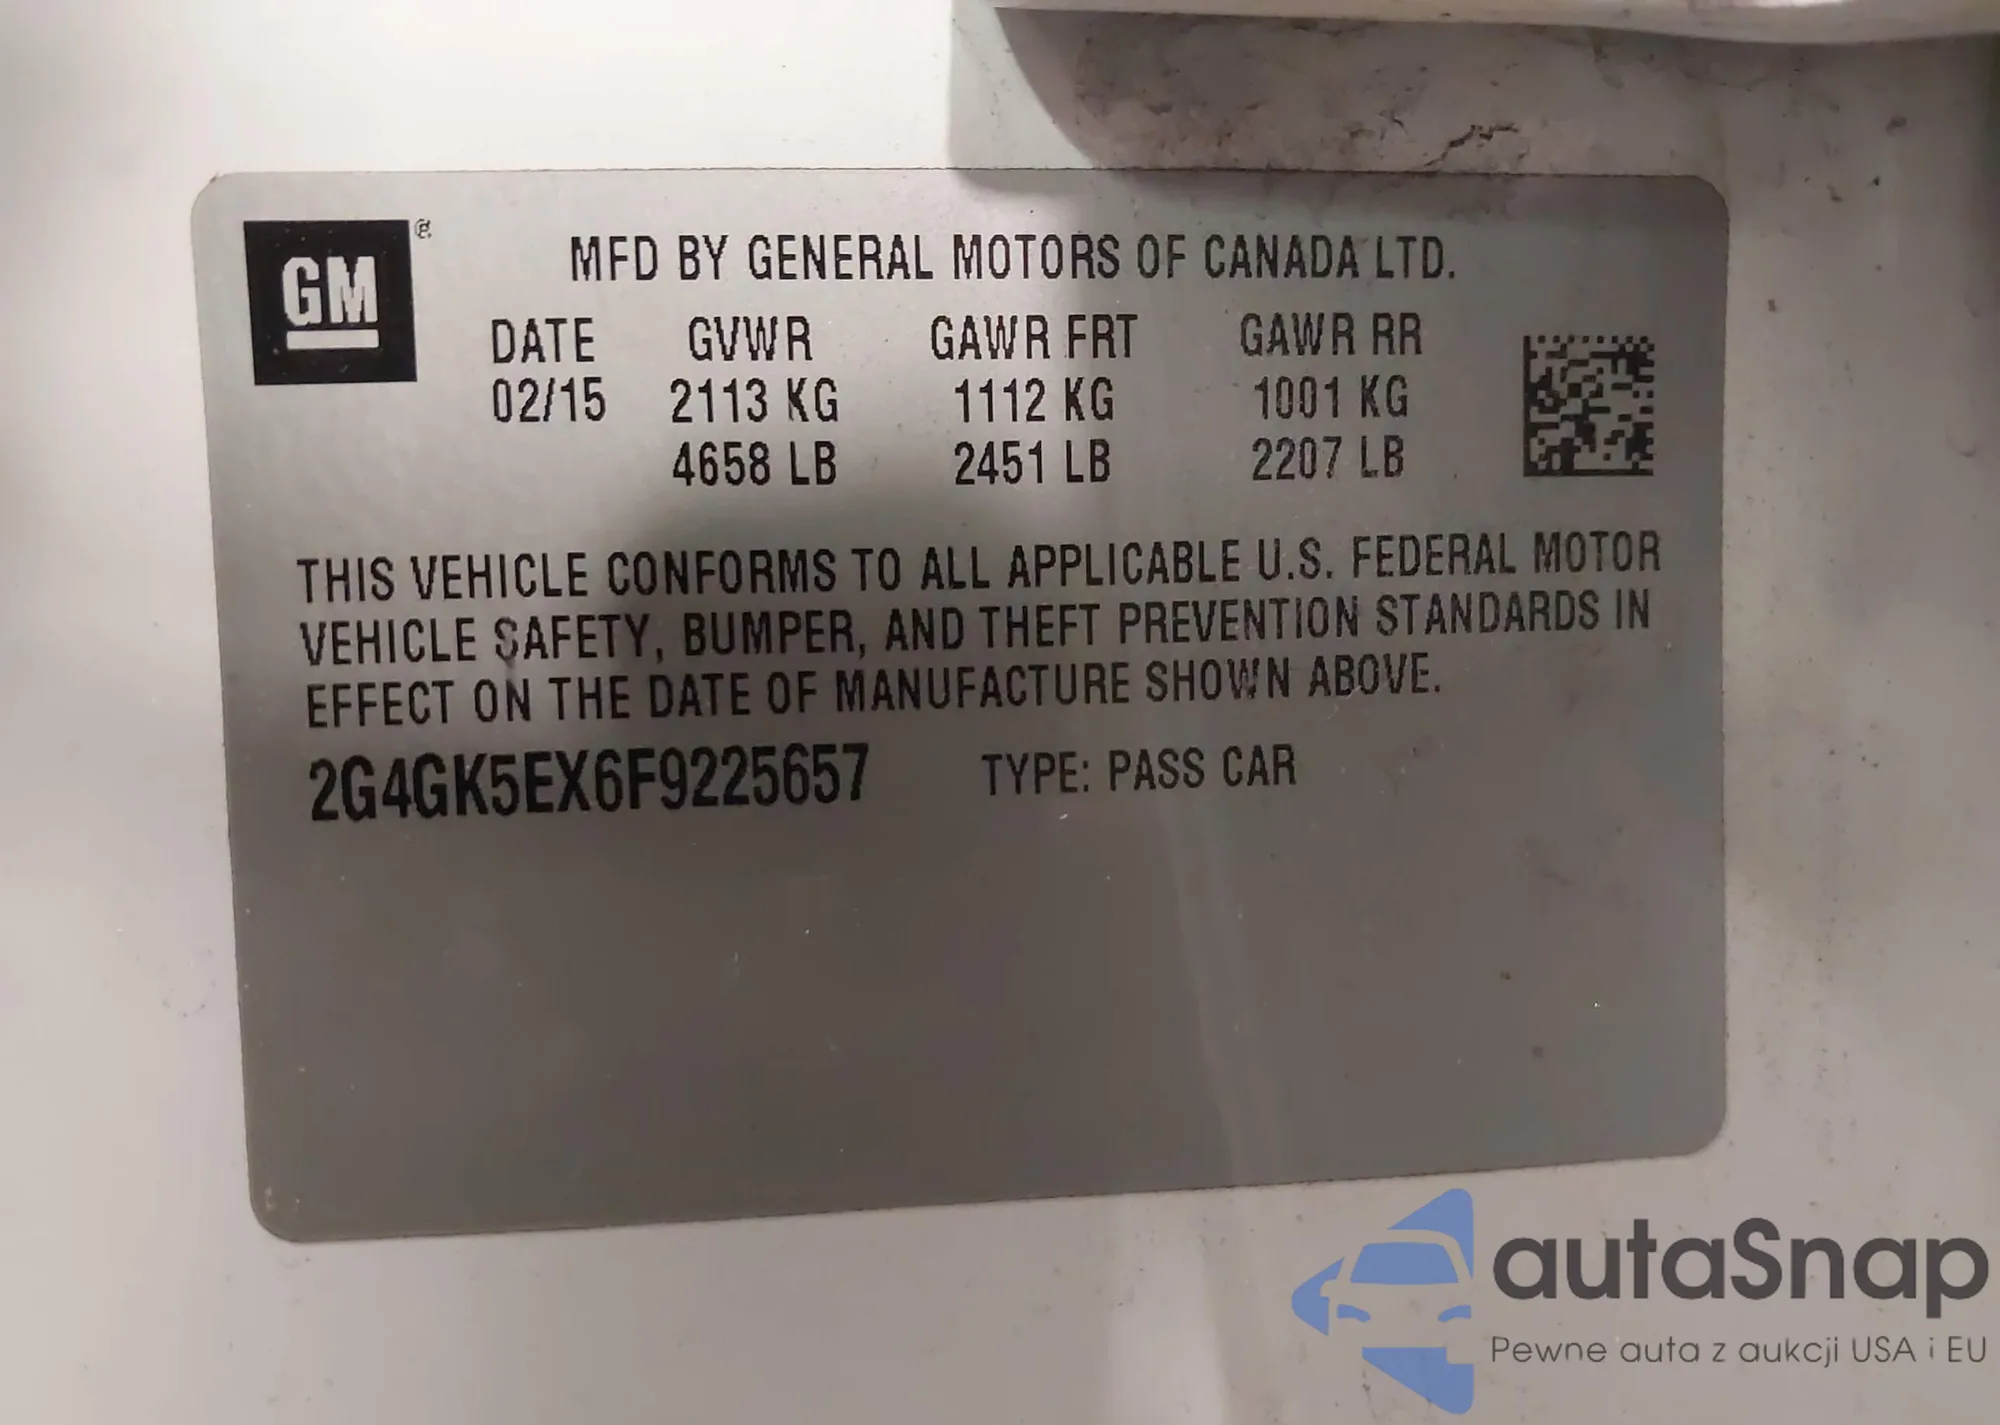 GM®
MFD BY GENERAL MOTORS OF CANADA LTD.
DATE GVWR GAWR FRT GAWR RR
02/15 2113 KG 1112 KG 1001 KG
4658 LB 2451 LB 2207 LB
THIS VEHICLE CONFORMS TO ALL APPLICABLE U.S. FEDERAL MOTOR
VEHICLE SAFETY, BUMPER, AND THEFT PREVENTION STANDARDS IN
EFFECT ON THE DATE OF MANUFACTURE SHOWN ABOVE.
2G4GK5EX6F9225657 TYPE: PASS CAR
autaSnap
Pewne auta z aukcji USA i EU